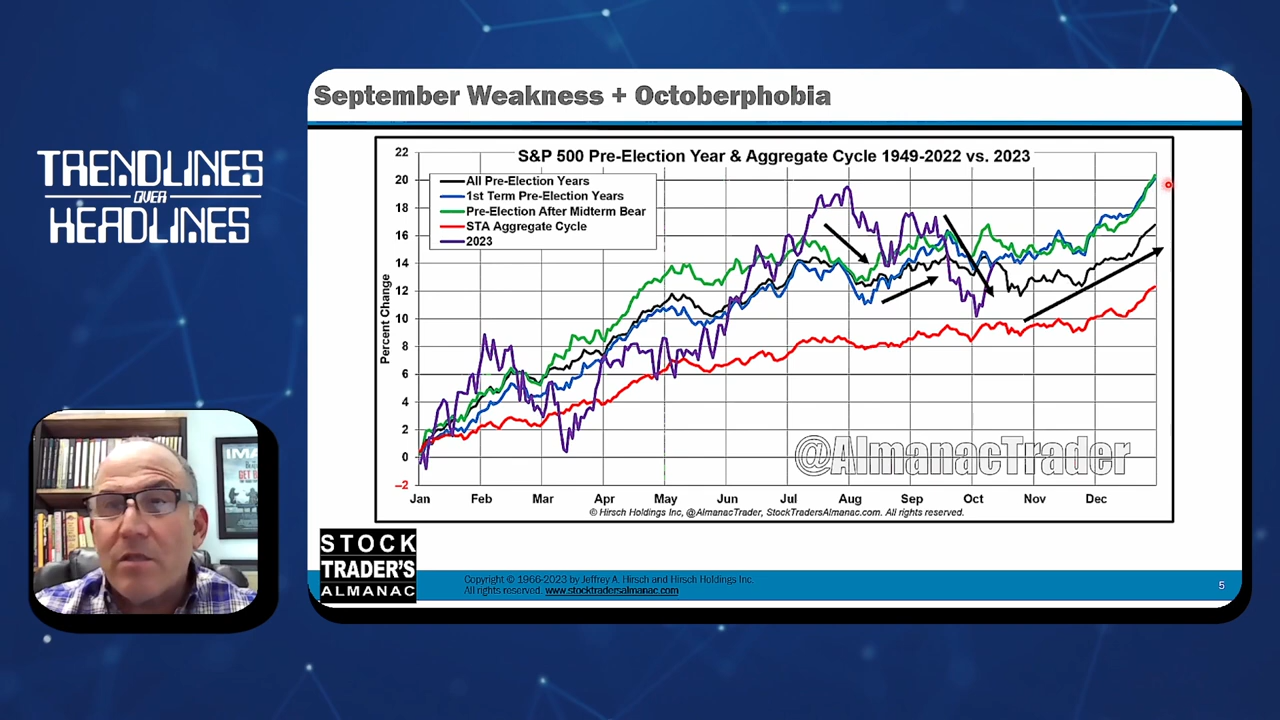 TRENDLINES
OVER
HEADLINES
September Weakness + Octoberphobia
S&P 500 Pre-Election Year & Aggregate Cycle 1949-2022 vs. 2023
All Pre-Election Years
1st Term Pre-Election Years
Pre-Election After Midterm Bear
STA Aggregate Cycle
2023
Percent Change
22
20
18
16
14
12
10
8
6
4
2
0
–2
Jan Feb Mar Apr May Jun Jul Aug Sep Oct Nov Dec
@AlmanacTrader
© Hirsch Holdings Inc, @AlmanacTrader, StockTradersAlmanac.com. All rights reserved.
STOCK
TRADER'S
ALMANAC
Copyright © 1966-2023 by Jeffrey A. Hirsch and Hirsch Holdings Inc.
All rights reserved. www.stocktradersalmanac.com
5
IMA
GET